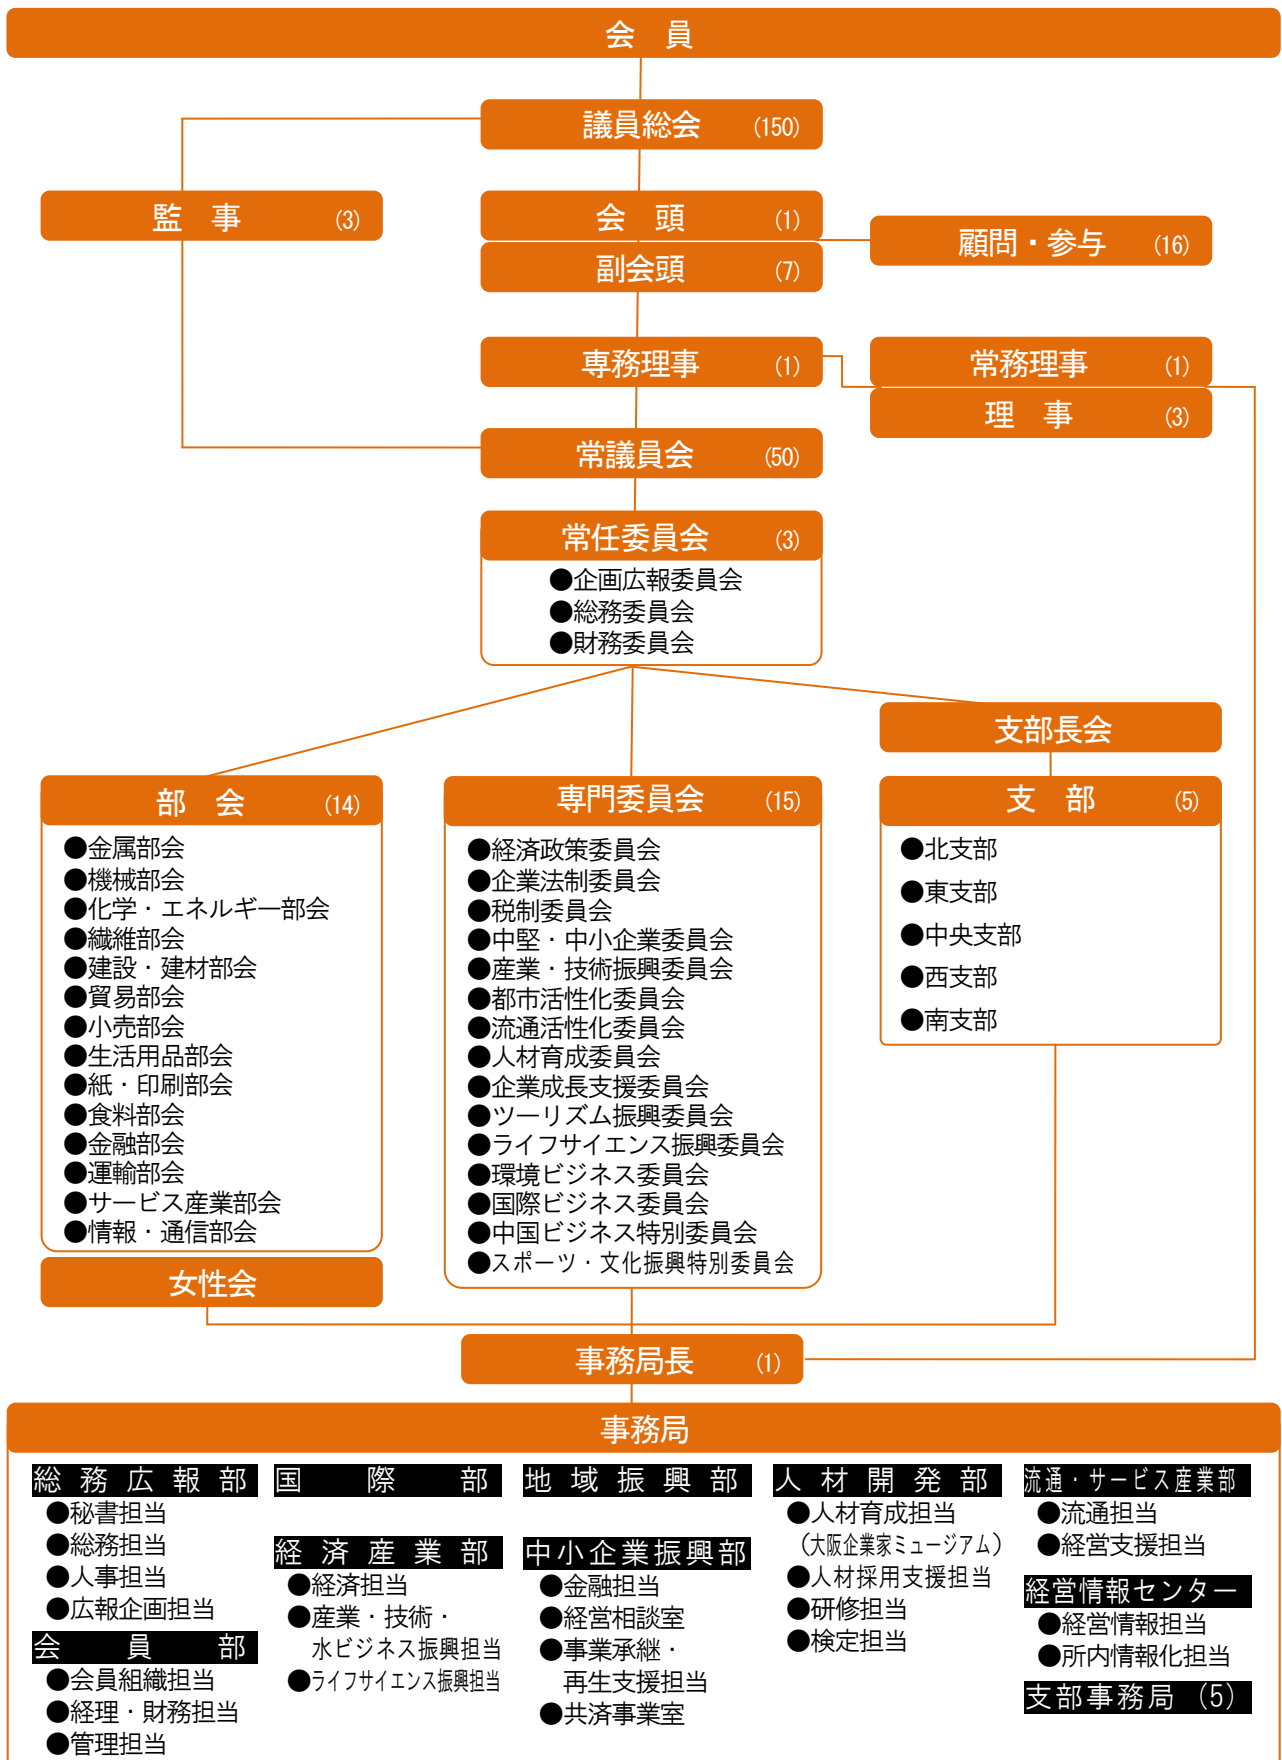 会　員
議員総会　(150)
監　事　(3)
会　頭　(1)
副会頭　(7)
顧問・参与　(16)
専務理事　(1)
常務理事　(1)
理　事　(3)
常議員会　(50)
常任委員会　(3)
●企画広報委員会
●総務委員会
●財務委員会
支部長会
部　会　(14)
●金属部会
●機械部会
●化学・エネルギー部会
●繊維部会
●建設・建材部会
●貿易部会
●小売部会
●生活用品部会
●紙・印刷部会
●食料部会
●金融部会
●運輸部会
●サービス産業部会
●情報・通信部会
女性会
専門委員会　(15)
●経済政策委員会
●企業法制委員会
●税制委員会
●中堅・中小企業委員会
●産業・技術振興委員会
●都市活性化委員会
●流通活性化委員会
●人材育成委員会
●企業成長支援委員会
●ツーリズム振興委員会
●ライフサイエンス振興委員会
●環境ビジネス委員会
●国際ビジネス委員会
●中国ビジネス特別委員会
●スポーツ・文化振興特別委員会
支　部　(5)
●北支部
●東支部
●中央支部
●西支部
●南支部
事務局長　(1)
事務局
総務広報部
●秘書担当
●総務担当
●人事担当
●広報企画担当
会　員　部
●会員組織担当
●経理・財務担当
●管理担当
国　際　部
経済産業部
●経済担当
●産業・技術・
水ビジネス振興担当
●ライフサイエンス振興担当
地域振興部
中小企業振興部
●金融担当
●経営相談室
●事業承継・
再生支援担当
●共済事業室
人材開発部
●人材育成担当
（大阪企業家ミュージアム）
●人材採用支援担当
●研修担当
●検定担当
流通・サービス産業部
●流通担当
●経営支援担当
経営情報センター
●経営情報担当
●所内情報化担当
支部事務局（5）